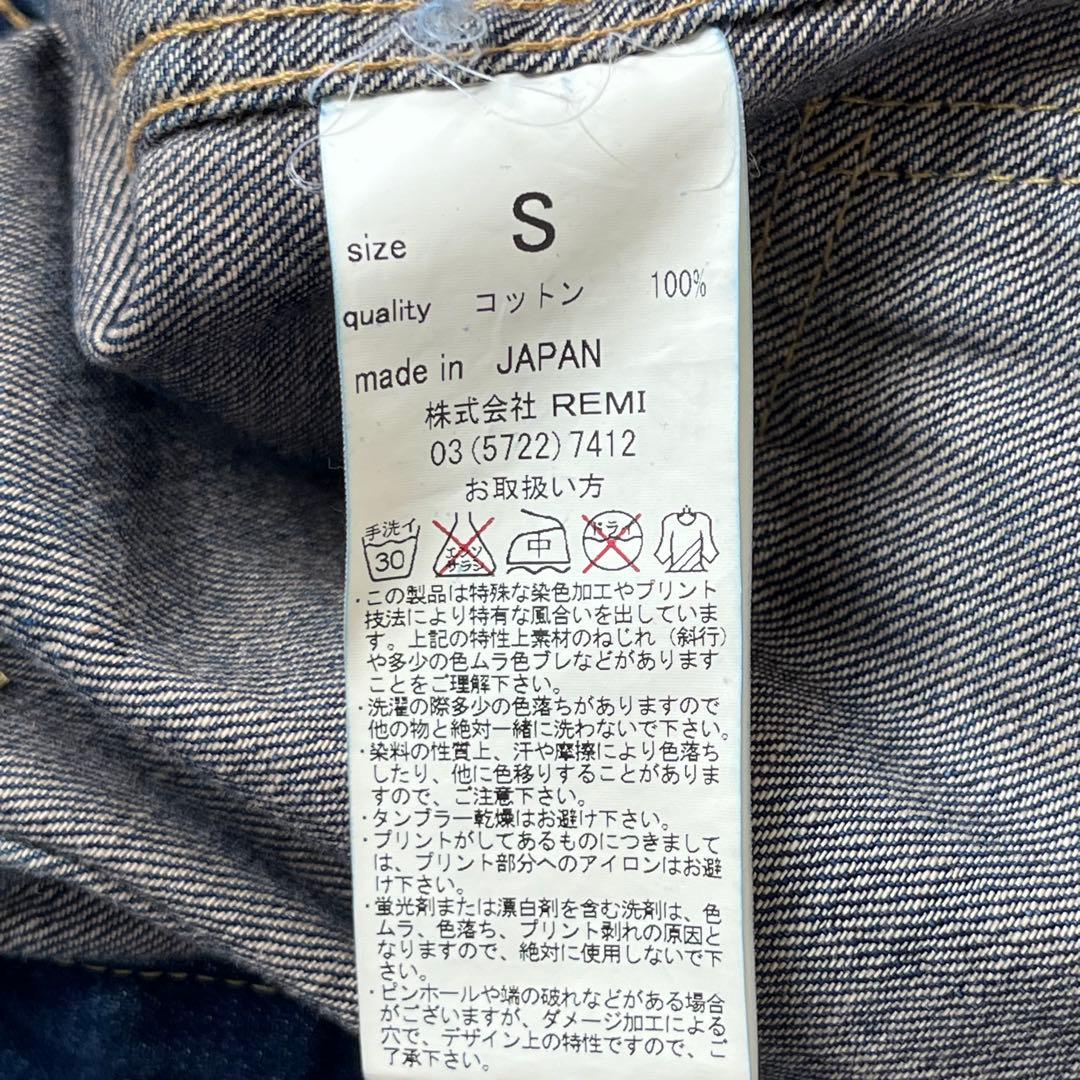 size S
quality コットン 100%
made in JAPAN
株式会社 REMI
03(5722)7412
お取扱い方
手洗イ 30 エンソサラシ 中 ドライ
・この製品は特殊な染色加工やプリント
技法により特有な風合いを出していま
す。上記の特性上素材のねじれ（斜行）
や多少の色ムラ色ブレなどがあります
ことをご理解下さい。
・洗濯の際多少の色落ちがありますので
他の物と絶対一緒に洗わないで下さい。
・染料の性質上、汗や摩擦により色落ち
したり、他に色移りすることがありま
すので、ご注意下さい。
・タンブラー乾燥はお避け下さい。
・プリントがしてあるものにつきまして
は、プリント部分へのアイロンはお避
け下さい。
・蛍光剤または漂白剤を含む洗剤は、色
ムラ、色落ち、プリント剥れの原因と
なりますので、絶対に使用しないで下
さい。
・ピンホールや端の破れなどがある場合
がございますが、ダメージ加工による
穴で、デザイン上の特性ですので、ご
了承下さい。